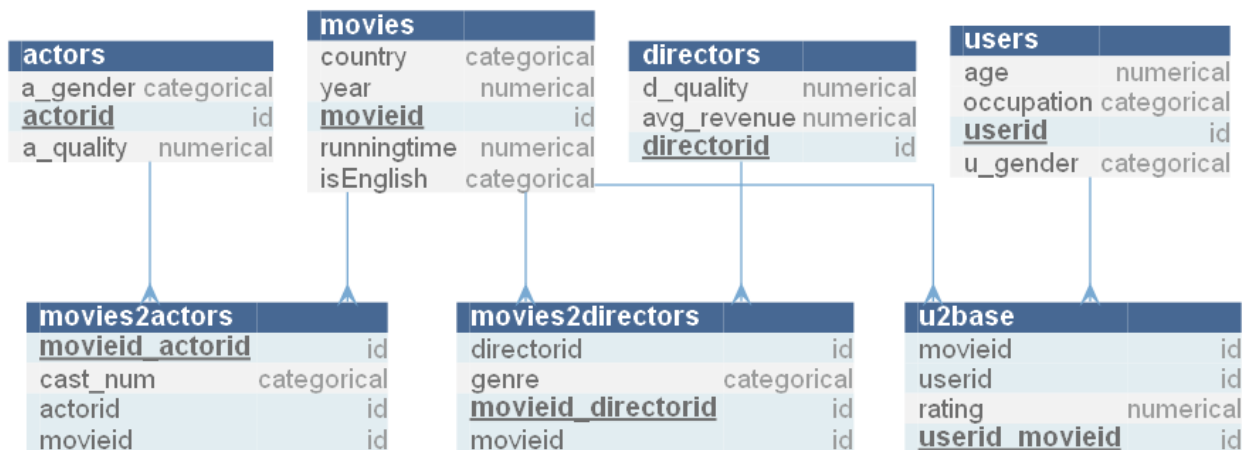 actors
a_gender categorical
actorid id
a_quality numerical
movies
country categorical
year numerical
movieid id
runningtime numerical
isEnglish categorical
directors
d_quality numerical
avg_revenue numerical
directorid id
users
age numerical
occupation categorical
userid id
u_gender categorical
movies2actors
movieid_actorid id
cast_num categorical
actorid id
movieid id
movies2directors
directorid id
genre categorical
movieid_directorid id
movieid id
u2base
movieid id
userid id
rating numerical
userid_movieid id